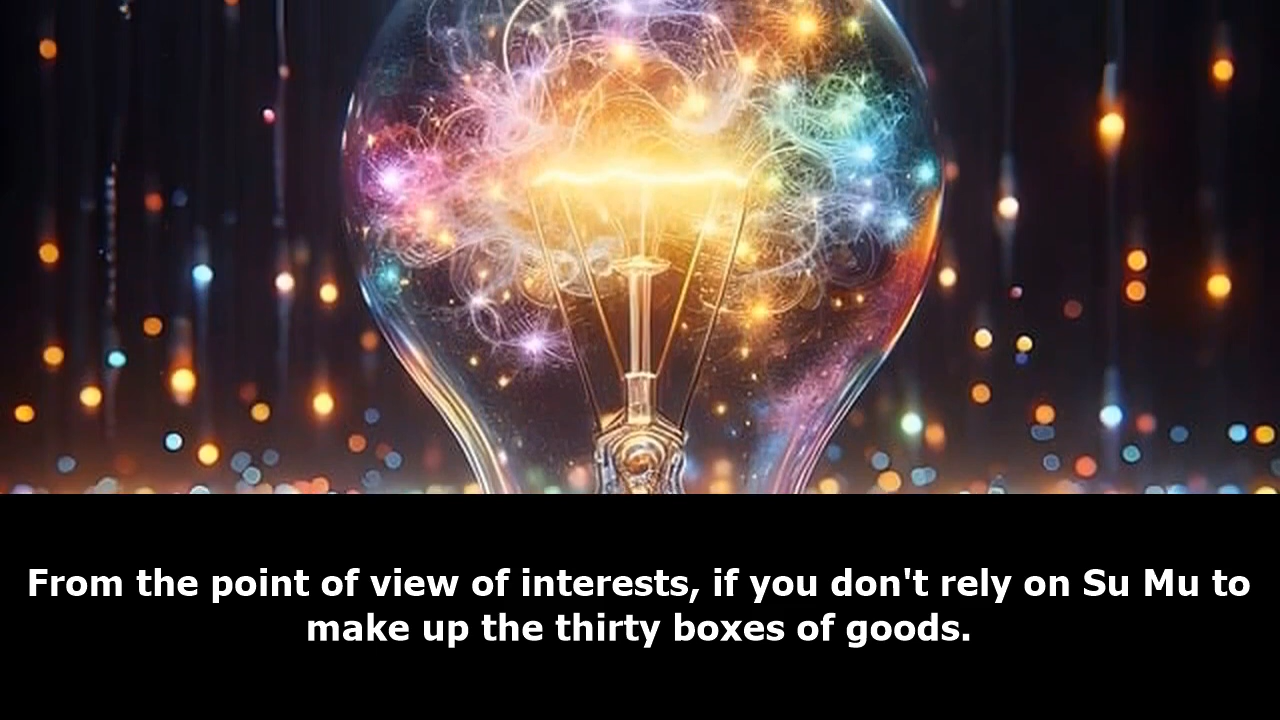 From the point of view of interests, if you don't rely on Su Mu to
make up the thirty boxes of goods.